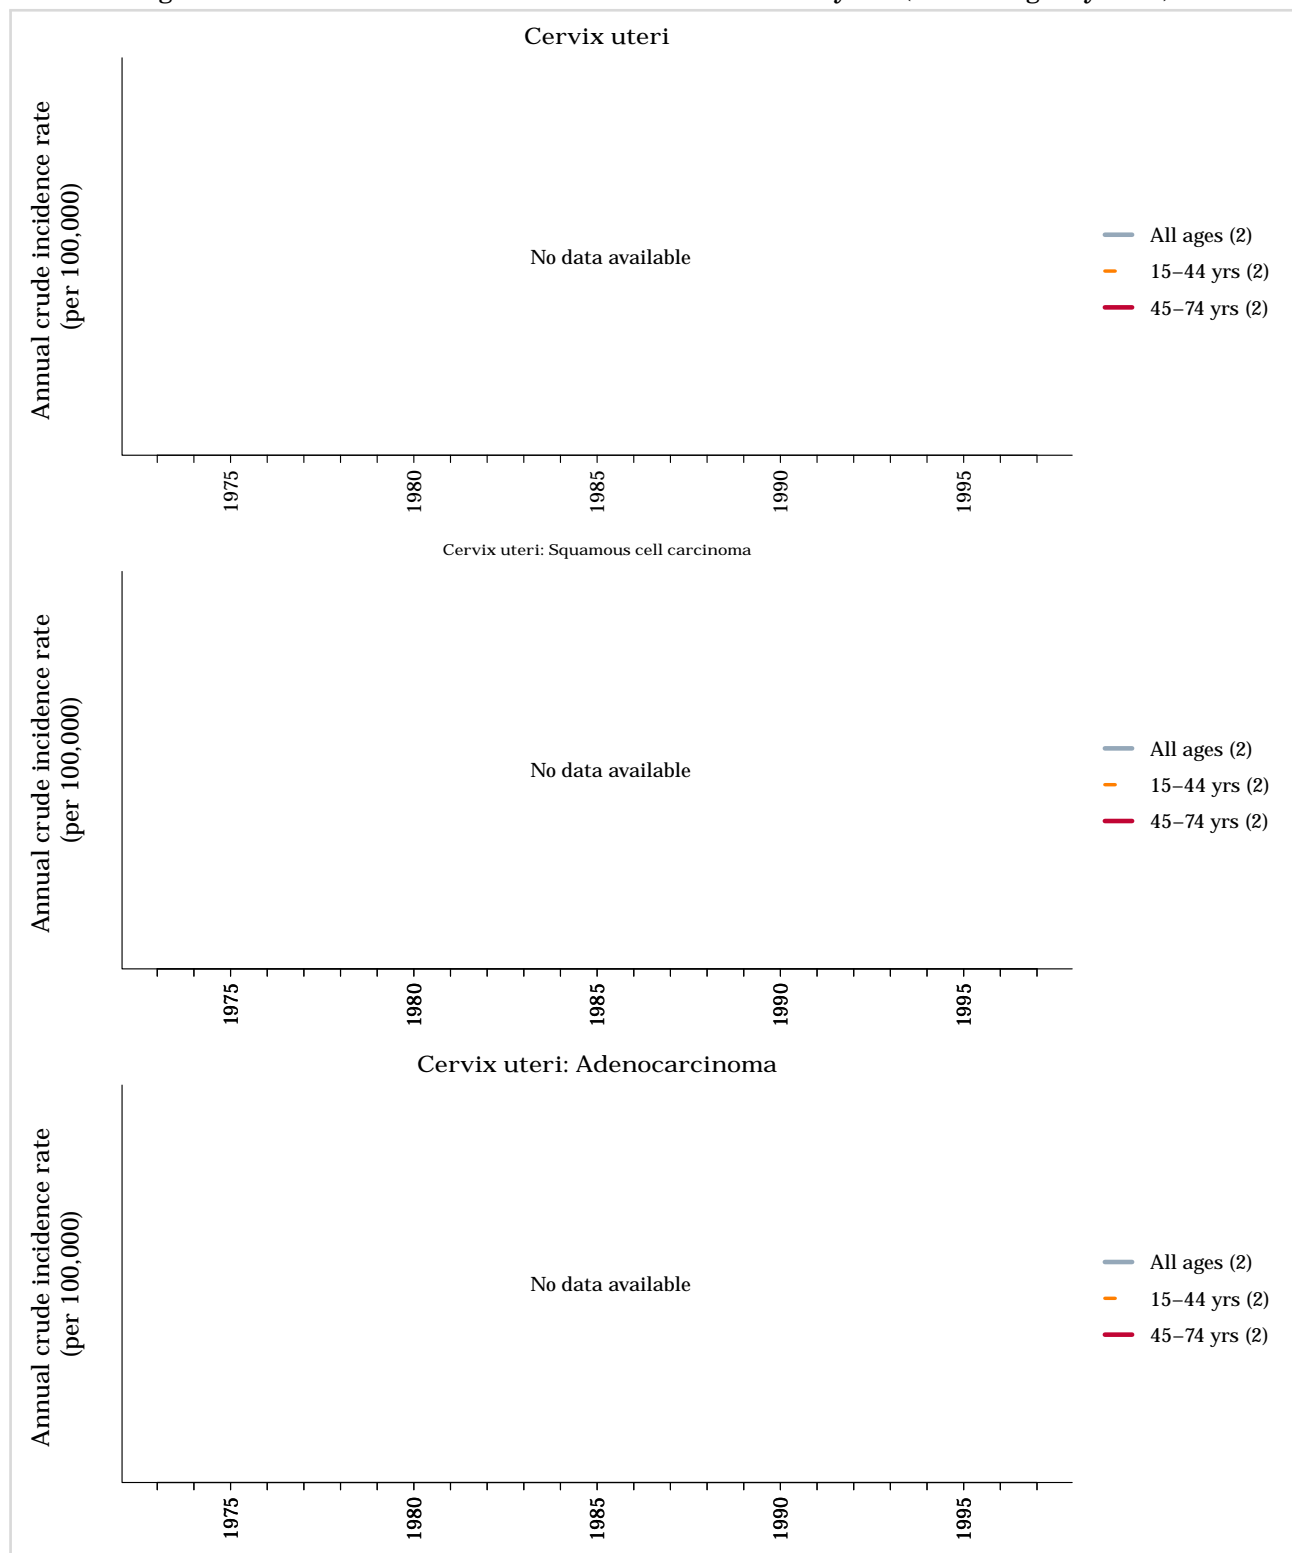 Cervix uteri
Annual crude incidence rate
(per 100,000)
No data available
All ages (2)
15–44 yrs (2)
45–74 yrs (2)
1975
1980
1985
1990
1995
Cervix uteri: Squamous cell carcinoma
Annual crude incidence rate
(per 100,000)
No data available
All ages (2)
15–44 yrs (2)
45–74 yrs (2)
1975
1980
1985
1990
1995
Cervix uteri: Adenocarcinoma
Annual crude incidence rate
(per 100,000)
No data available
All ages (2)
15–44 yrs (2)
45–74 yrs (2)
1975
1980
1985
1990
1995